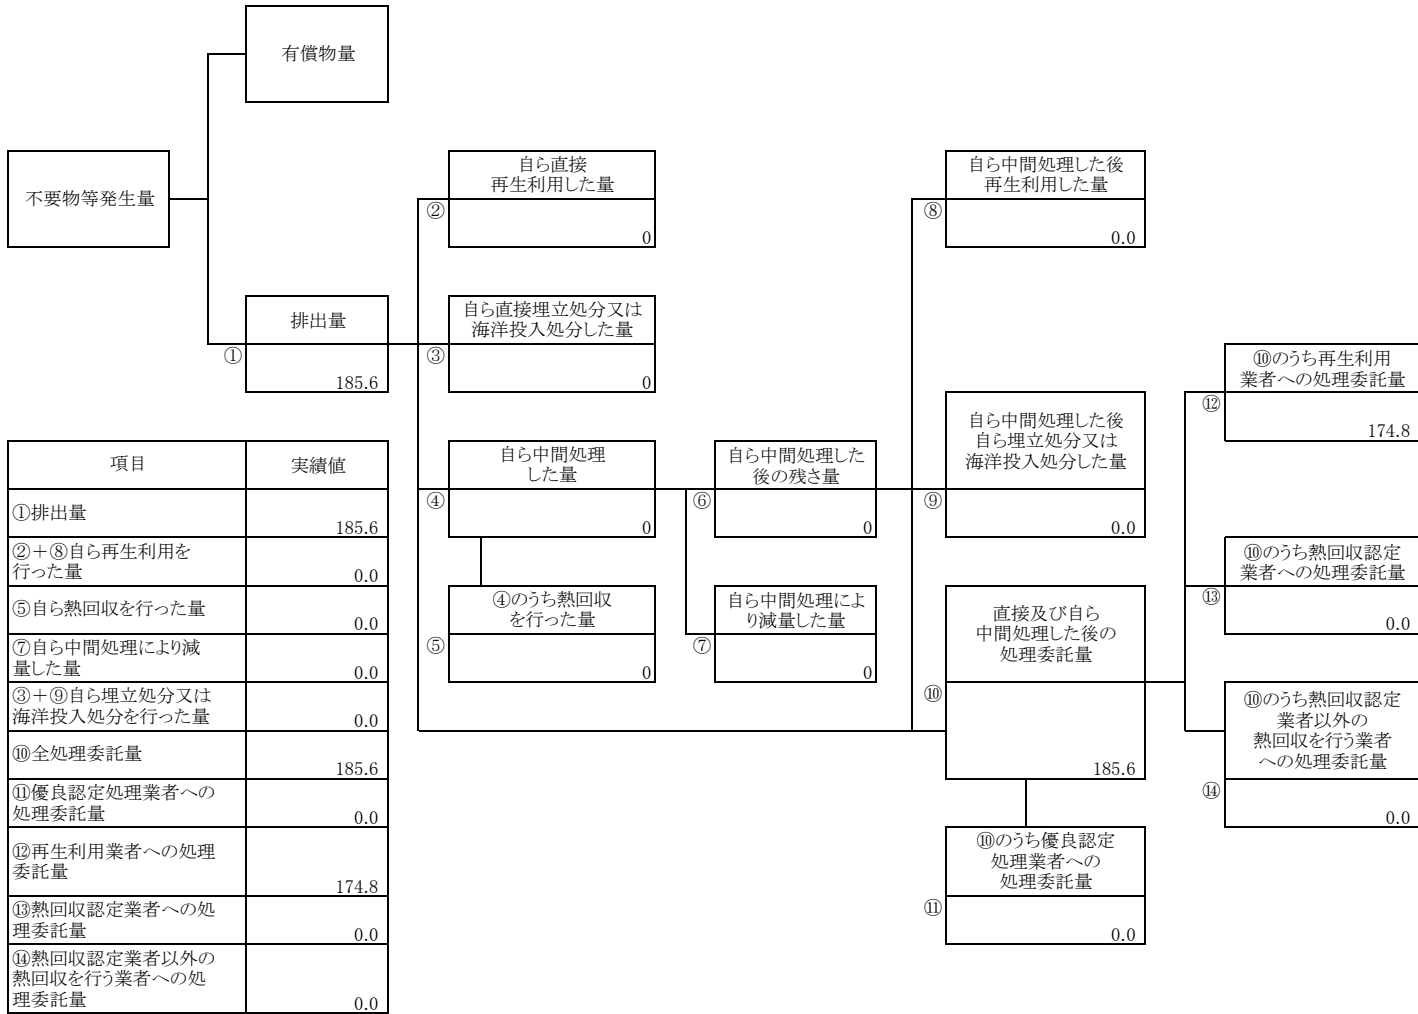 有償物量
不要物等発生量
排出量
①
185.6
自ら直接
再生利用した量
②
0
自ら直接埋立処分又は
海洋投入処分した量
③
0
自ら中間処理
した量
④
0
④のうち熱回収
を行った量
⑤
0
自ら中間処理した
後の残さ量
⑥
0
自ら中間処理によ
り減量した量
⑦
0
自ら中間処理した後
再生利用した量
⑧
0.0
自ら中間処理した後
自ら埋立処分又は
海洋投入処分した量
⑨
0.0
直接及び自ら
中間処理した後の
処理委託量
⑩
185.6
⑩のうち優良認定
処理業者への
処理委託量
⑪
0.0
⑩のうち再生利用
業者への処理委託量
⑫
174.8
⑩のうち熱回収認定
業者への処理委託量
⑬
0.0
⑩のうち熱回収認定
業者以外の
熱回収を行う業者
への処理委託量
⑭
0.0
項目 実績値
①排出量
185.6
②+⑧自ら再生利用を
行った量
0.0
⑤自ら熱回収を行った量
0.0
⑦自ら中間処理により減
量した量
0.0
③+⑨自ら埋立処分又は
海洋投入処分を行った量
0.0
⑩全処理委託量
185.6
⑪優良認定処理業者への
処理委託量
0.0
⑫再生利用業者への処理
委託量
174.8
⑬熱回収認定業者への処
理委託量
0.0
⑭熱回収認定業者以外の
熱回収を行う業者への処
理委託量
0.0